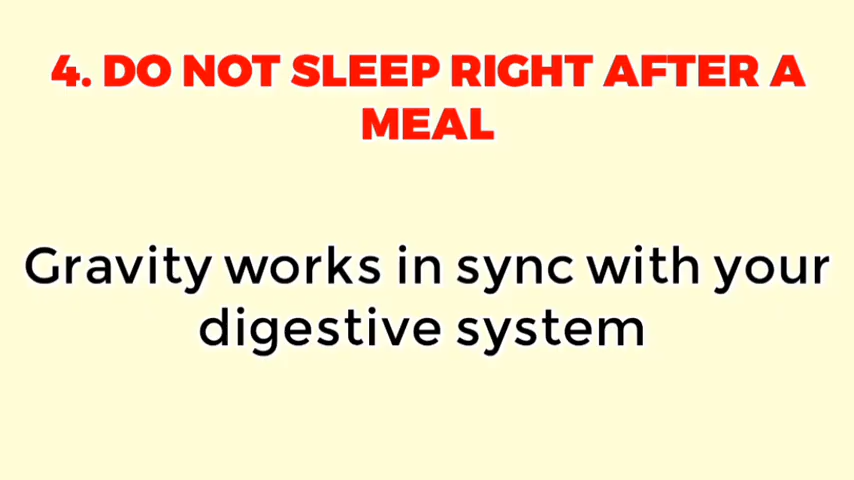 4. DO NOT SLEEP RIGHT AFTER A
MEAL
Gravity works in sync with your
digestive system